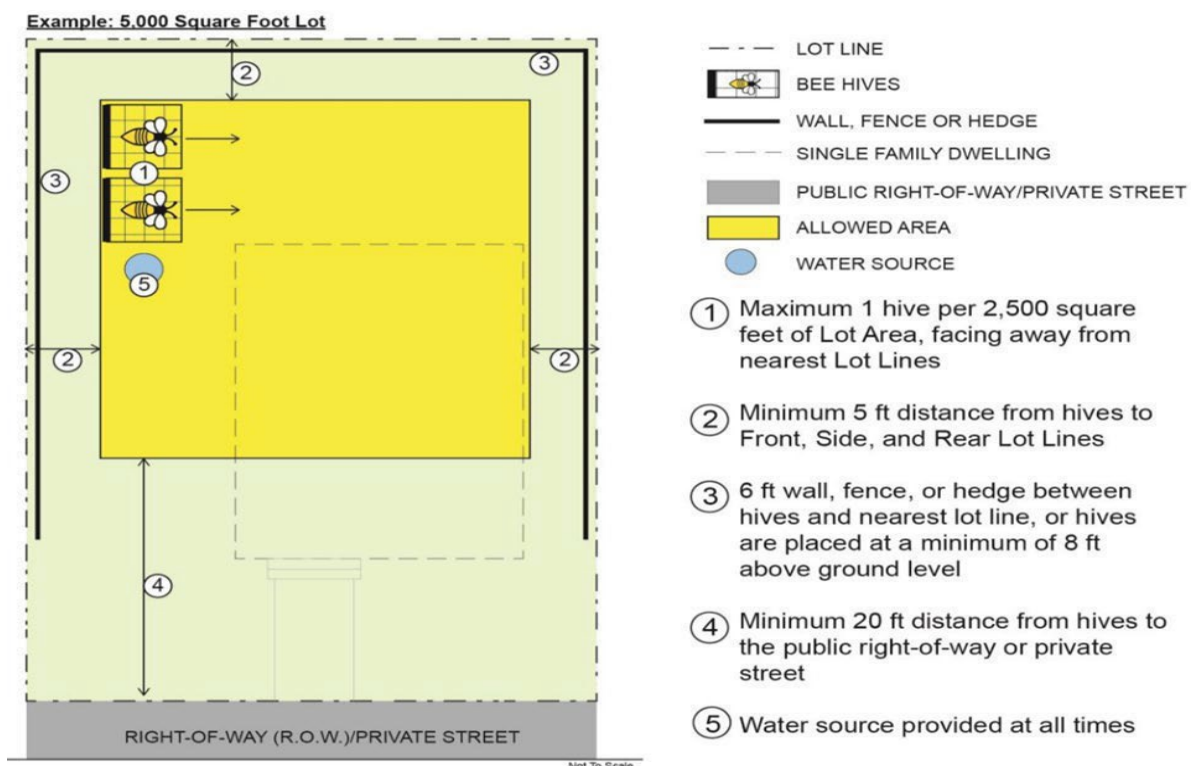 Example: 5,000 Square Foot Lot
2
3
3
1
5
2
2
4
RIGHT-OF-WAY (R.O.W.)/PRIVATE STREET
Not To Scale
LOT LINE
BEE HIVES
WALL, FENCE OR HEDGE
SINGLE FAMILY DWELLING
PUBLIC RIGHT-OF-WAY/PRIVATE STREET
ALLOWED AREA
WATER SOURCE
1 Maximum 1 hive per 2,500 square
feet of Lot Area, facing away from
nearest Lot Lines
2 Minimum 5 ft distance from hives to
Front, Side, and Rear Lot Lines
3 6 ft wall, fence, or hedge between
hives and nearest lot line, or hives
are placed at a minimum of 8 ft
above ground level
4 Minimum 20 ft distance from hives to
the public right-of-way or private
street
5 Water source provided at all times